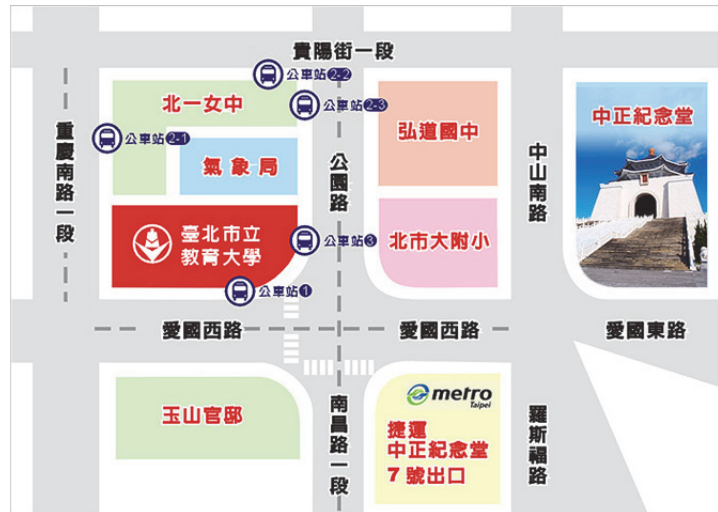 貴陽街一段
公車站2-2
北一女中
公車站2-3
中正紀念堂
重慶南路一段
公車站2-1
弘道國中
公園路
中山南路
氣象局
臺北市立
教育大學
公車站3
北市大附小
公車站1
愛國西路
愛國西路
愛國東路
metro
Taipei
玉山官邸
南昌路一段
捷運
中正紀念堂
7號出口
羅斯福路